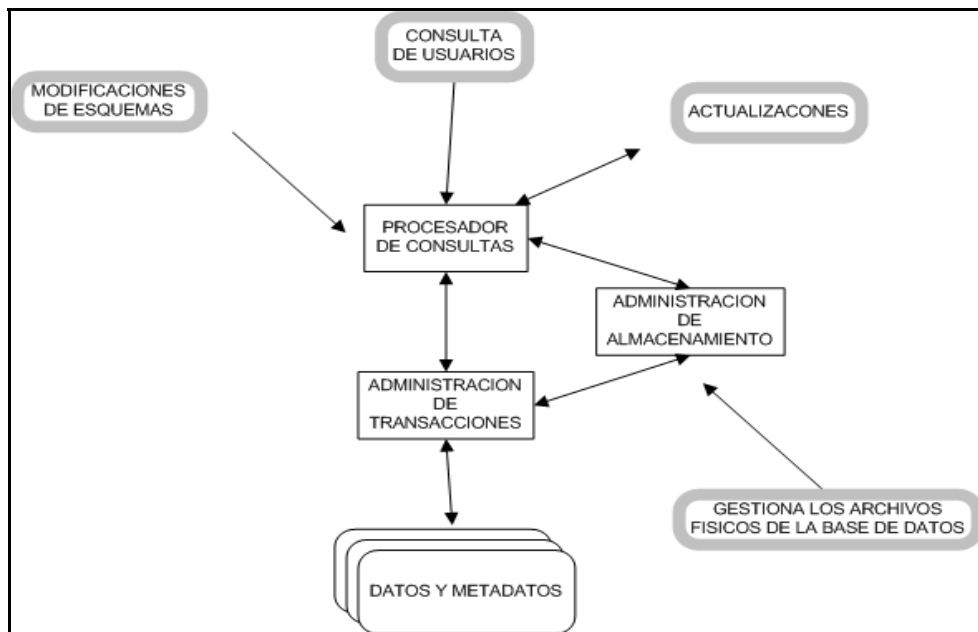 CONSULTA
DE USUARIOS
MODIFICACIONES
DE ESQUEMAS
ACTUALIZACONES
PROCESADOR
DE CONSULTAS
ADMINISTRACION
DE
ALMACENAMIENTO
ADMINISTRACION
DE
TRANSACCIONES
GESTIONA LOS ARCHIVOS
FISICOS DE LA BASE DE DATOS
DATOS Y METADATOS